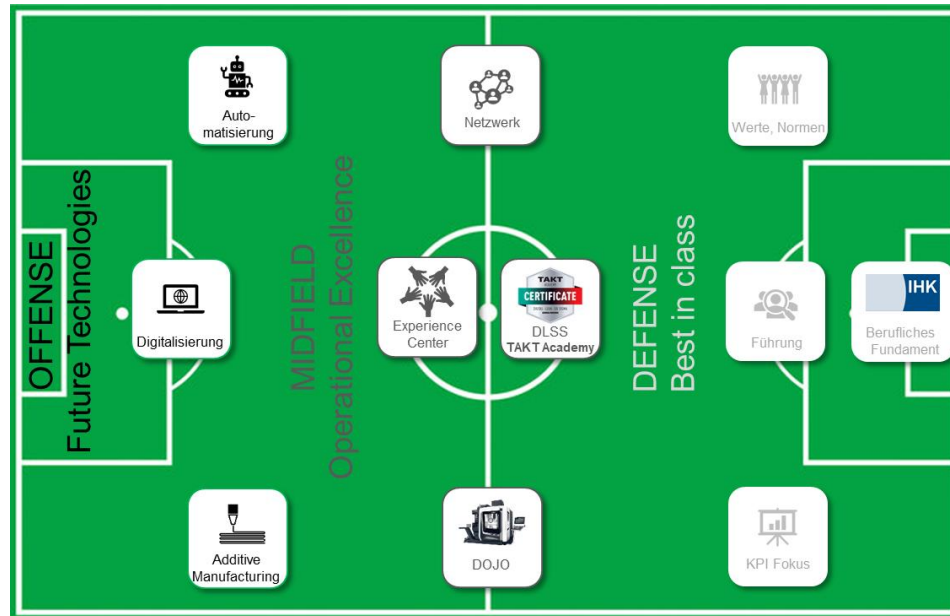 OFFENSE
Future Technologies
Auto-
matisierung
Digitalisierung
Additive
Manufacturing
MIDFIELD
Operational Excellence
Netzwerk
Experience
Center
TAKT
CERTIFICATE
DLSS
TAKT Academy
DOJO
DEFENSE
Best in class
Werte, Normen
Führung
KPI Fokus
IHK
Berufliches
Fundament